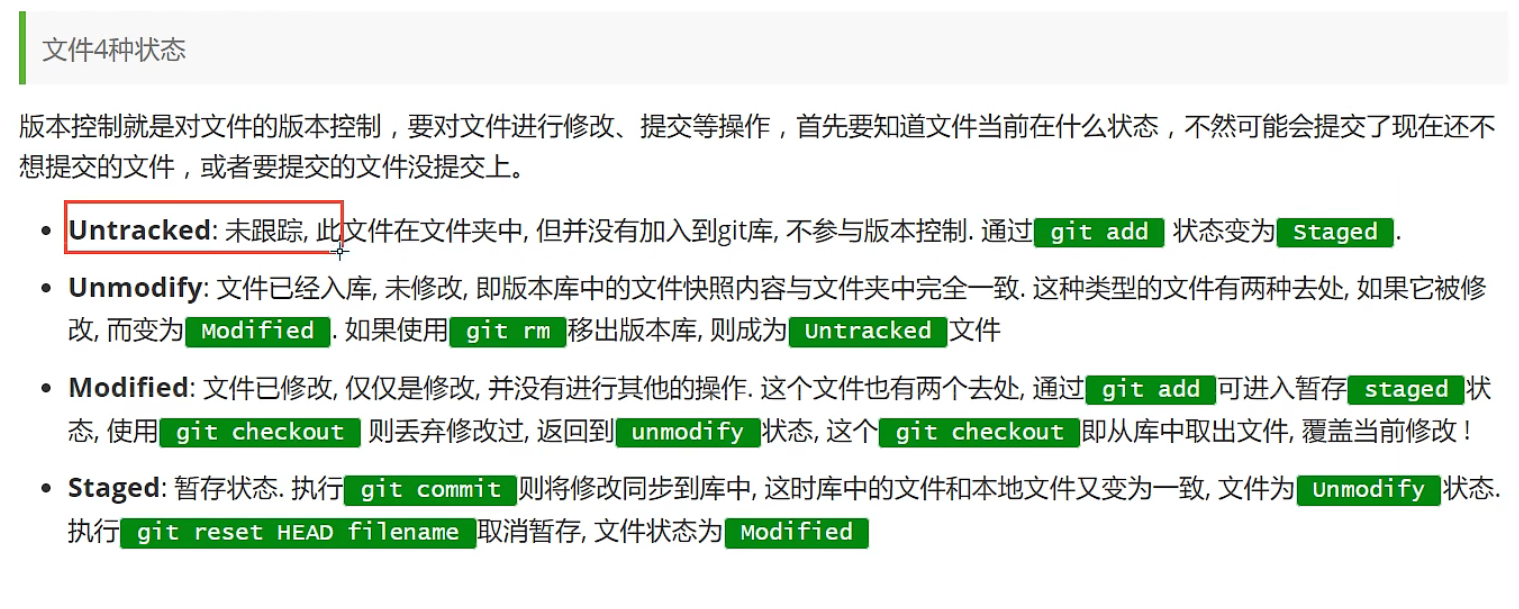 文件4种状态
版本控制就是对文件的版本控制，要对文件进行修改、提交等操作，首先要知道文件当前在什么状态，不然可能会提交了现在还不
想提交的文件，或者要提交的文件没提交上。
• Untracked: 未跟踪, 此文件在文件夹中, 但并没有加入到git库, 不参与版本控制. 通过 git add 状态变为 Staged .
• Unmodify: 文件已经入库, 未修改, 即版本库中的文件快照内容与文件夹中完全一致. 这种类型的文件有两种去处, 如果它被修
改, 而变为 Modified . 如果使用 git rm 移出版本库, 则成为 Untracked 文件
• Modified: 文件已修改, 仅仅是修改, 并没有进行其他的操作. 这个文件也有两个去处, 通过 git add 可进入暂存 staged 状
态, 使用 git checkout 则丢弃修改过, 返回到 unmodify 状态, 这个 git checkout 即从库中取出文件, 覆盖当前修改 !
• Staged: 暂存状态. 执行 git commit 则将修改同步到库中, 这时库中的文件和本地文件又变为一致, 文件为 Unmodify 状态.
执行 git reset HEAD filename 取消暂存, 文件状态为 Modified